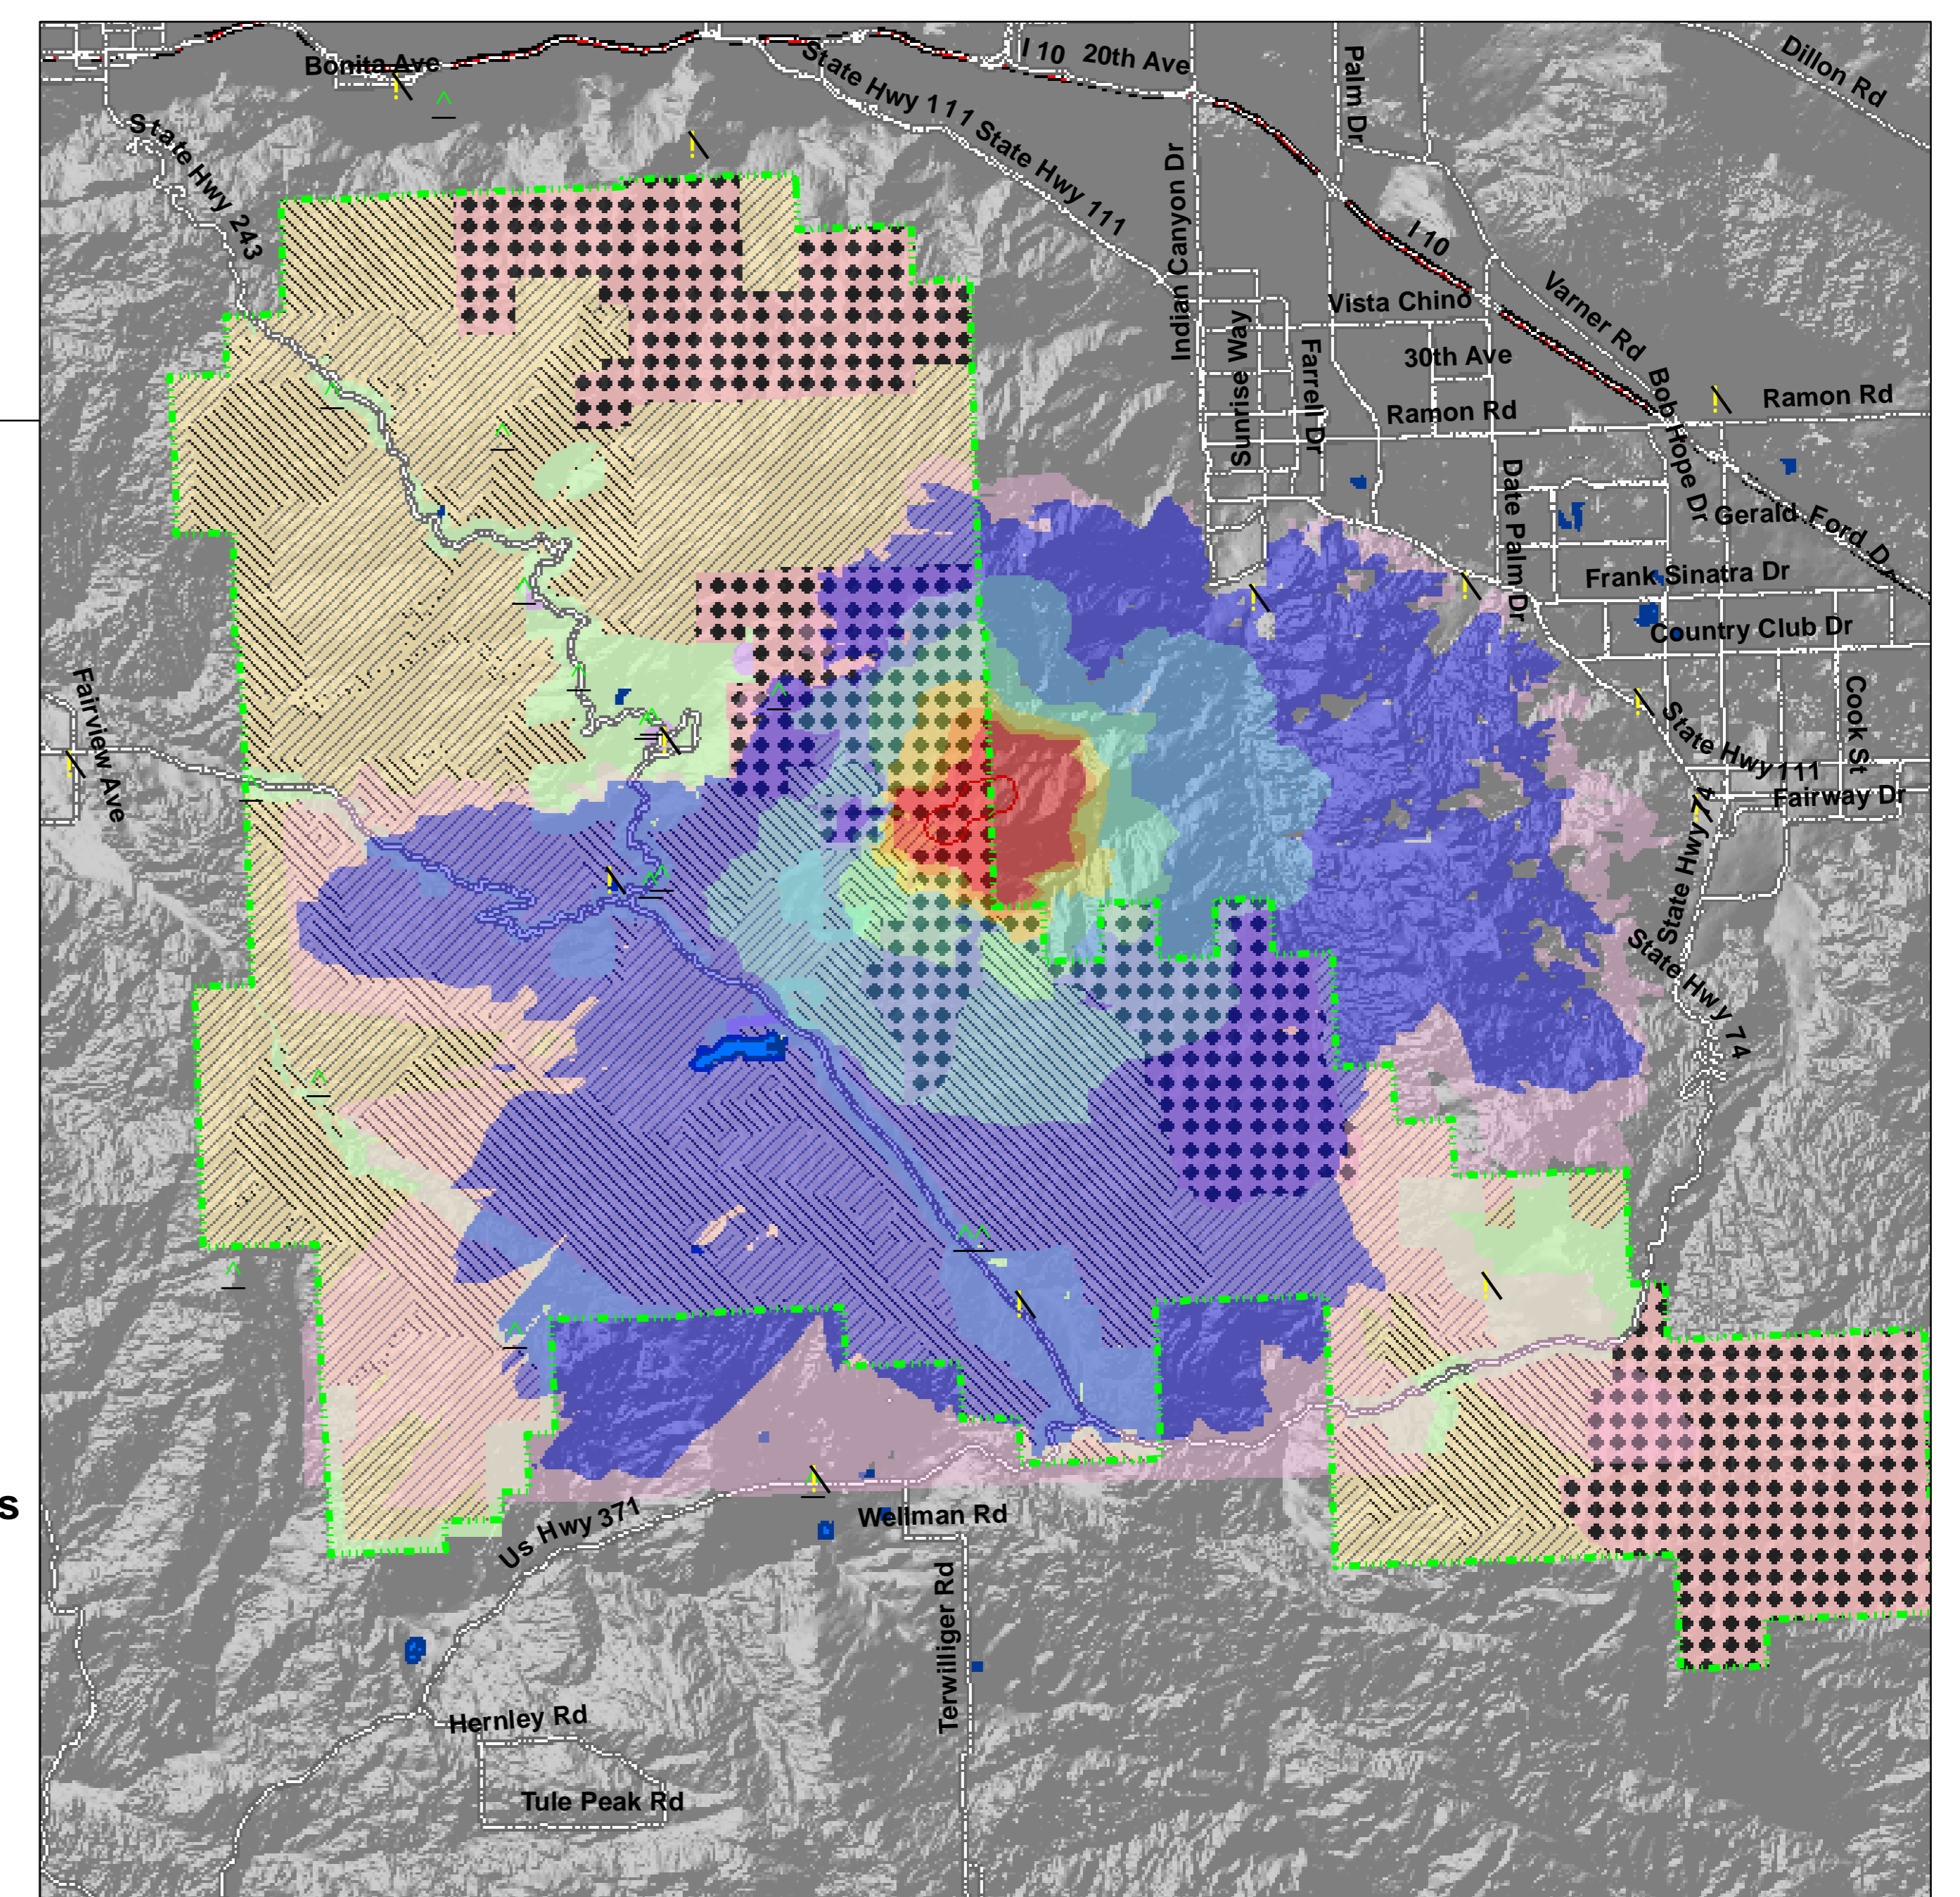 Bonita Ave
State Hwy 111
State Hwy 111
I 10
20th Ave
Palm Dr
Dillon Rd
State Hwy 243
State Hwy 111
Indian Canyon Dr
I 10
Varner Rd
Vista Chino
Sunrise Way
Farrell Dr
30th Ave
Ramon Rd
Bob Hope Dr
Ramon Rd
Date Palm Dr
Gerald Ford D
Frank Sinatra Dr
Country Club Dr
Fairview Ave
Cook St
State Hwy 111
Fairway Dr
State Hwy 74
State Hwy 74
s
Us Hwy 371
Wellman Rd
Terwilliger Rd
Hernley Rd
Tule Peak Rd